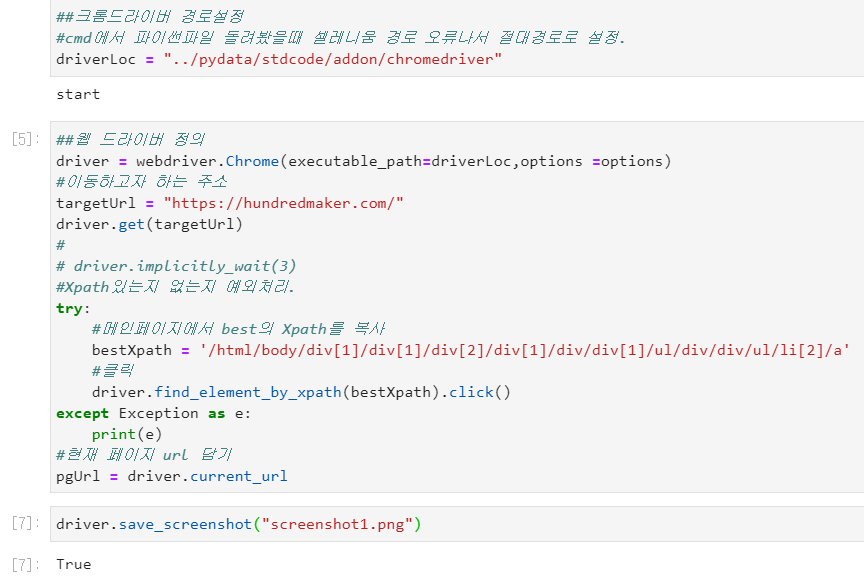 ##크롬드라이버 경로설정
#cmd에서 파이썬파일 돌려봤을때 셀레니움 경로 오류나서 절대경로로 설정.
driverLoc = "../pydata/stdcode/addon/chromedriver"
start
[5]: ##웹 드라이버 정의
driver = webdriver.Chrome(executable_path=driverLoc,options =options)
#이동하고자 하는 주소
targetUrl = "https://hundredmaker.com/"
driver.get(targetUrl)
#
# driver.implicitly_wait(3)
#Xpath있는지 없는지 예외처리.
try:
    #메인페이지에서 best의 Xpath를 복사
    bestXpath = '/html/body/div[1]/div[1]/div[2]/div[1]/div/div[1]/ul/div/div/ul/li[2]/a'
    #클릭
    driver.find_element_by_xpath(bestXpath).click()
except Exception as e:
    print(e)
#현재 페이지 url 담기
pgUrl = driver.current_url
[7]: driver.save_screenshot("screenshot1.png")
[7]: True